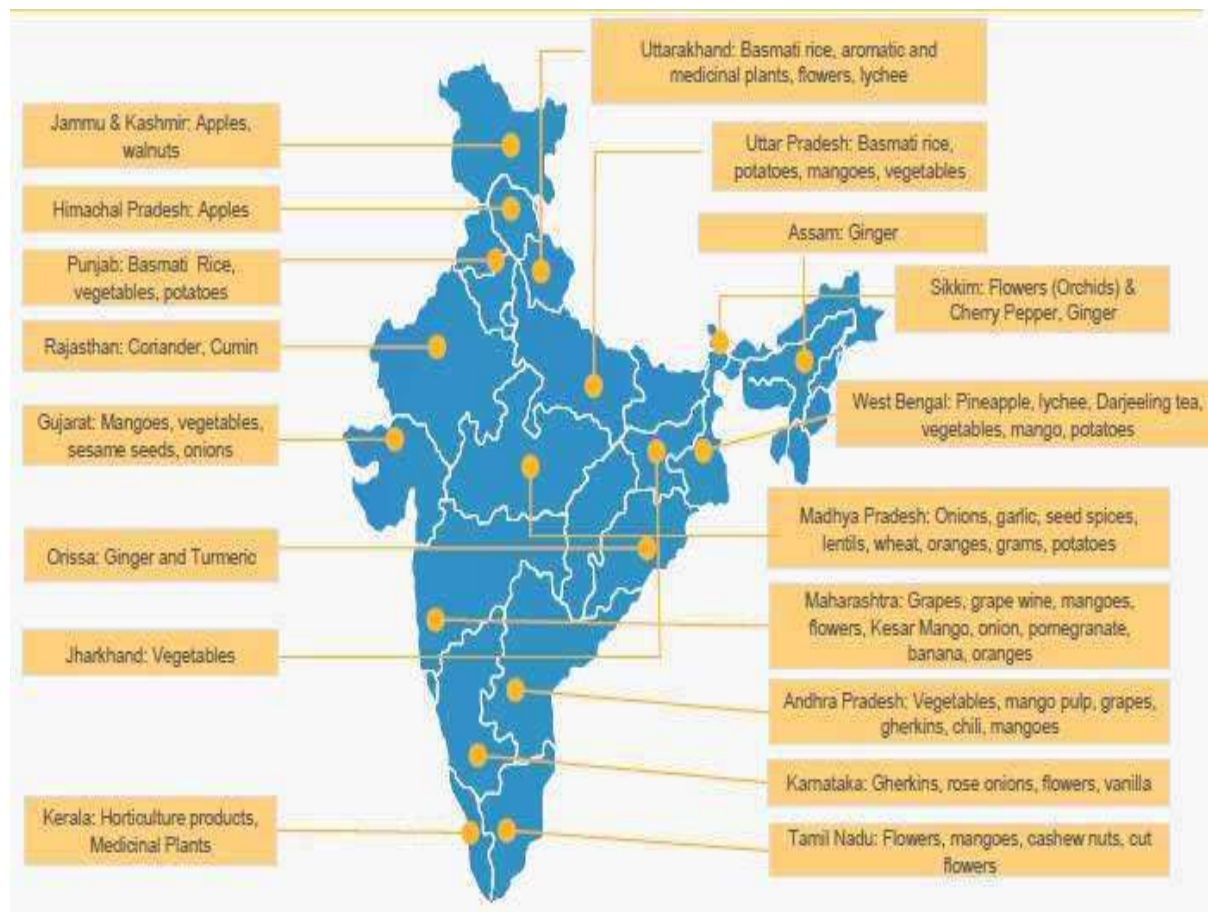 Uttarakhand: Basmati rice, aromatic and
medicinal plants, flowers, lychee
Jammu & Kashmir: Apples,
walnuts
Uttar Pradesh: Basmati rice,
potatoes, mangoes, vegetables
Himachal Pradesh: Apples
Assam: Ginger
Punjab: Basmati Rice,
vegetables, potatoes
Sikkim: Flowers (Orchids) &
Cherry Pepper, Ginger
Rajasthan: Coriander, Cumin
West Bengal: Pineapple, lychee, Darjeeling tea,
vegetables, mango, potatoes
Gujarat: Mangoes, vegetables,
sesame seeds, onions
Madhya Pradesh: Onions, garlic, seed spices,
lentils, wheat, oranges, grams, potatoes
Orissa: Ginger and Turmeric
Maharashtra: Grapes, grape wine, mangoes,
flowers, Kesar Mango, onion, pomegranate,
banana, oranges
Jharkhand: Vegetables
Andhra Pradesh: Vegetables, mango pulp, grapes,
gherkins, chili, mangoes
Karnataka: Gherkins, rose onions, flowers, vanilla
Kerala: Horticulture products,
Medicinal Plants
Tamil Nadu: Flowers, mangoes, cashew nuts, cut
flowers